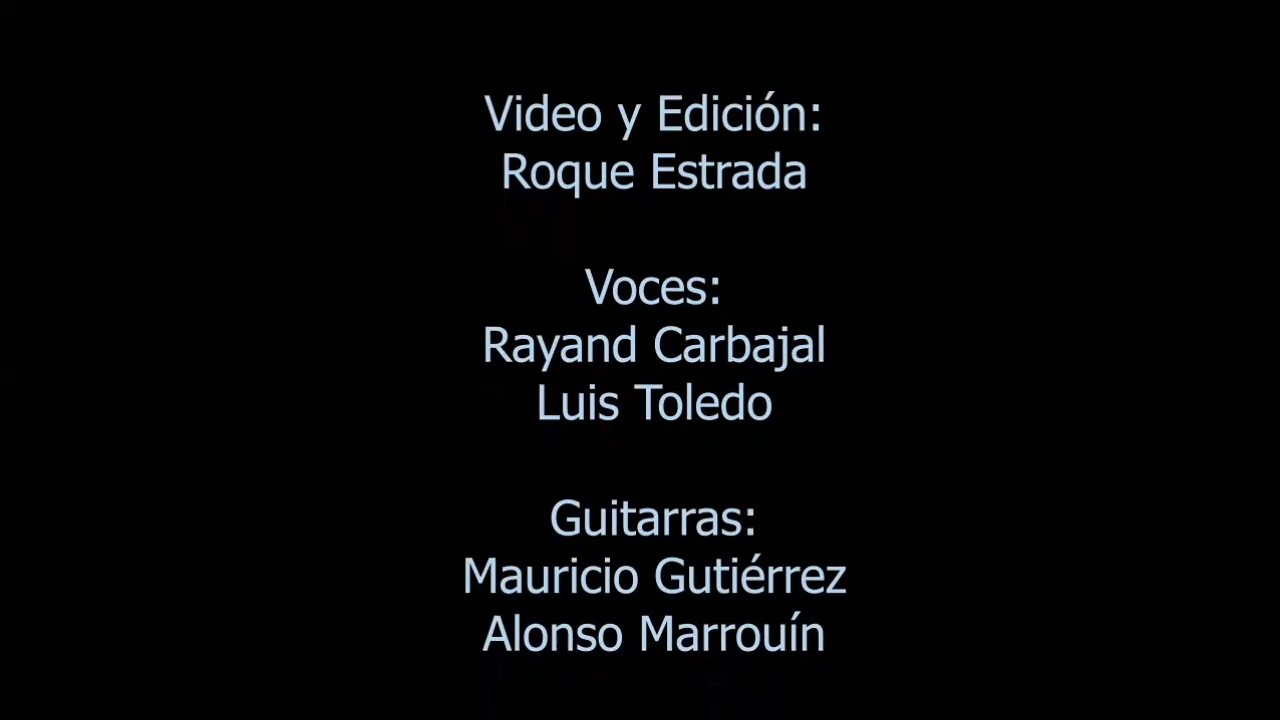 Video y Edición:
Roque Estrada
Voces:
Rayand Carbajal
Luis Toledo
Guitarras:
Mauricio Gutiérrez
Alonso Marrouín